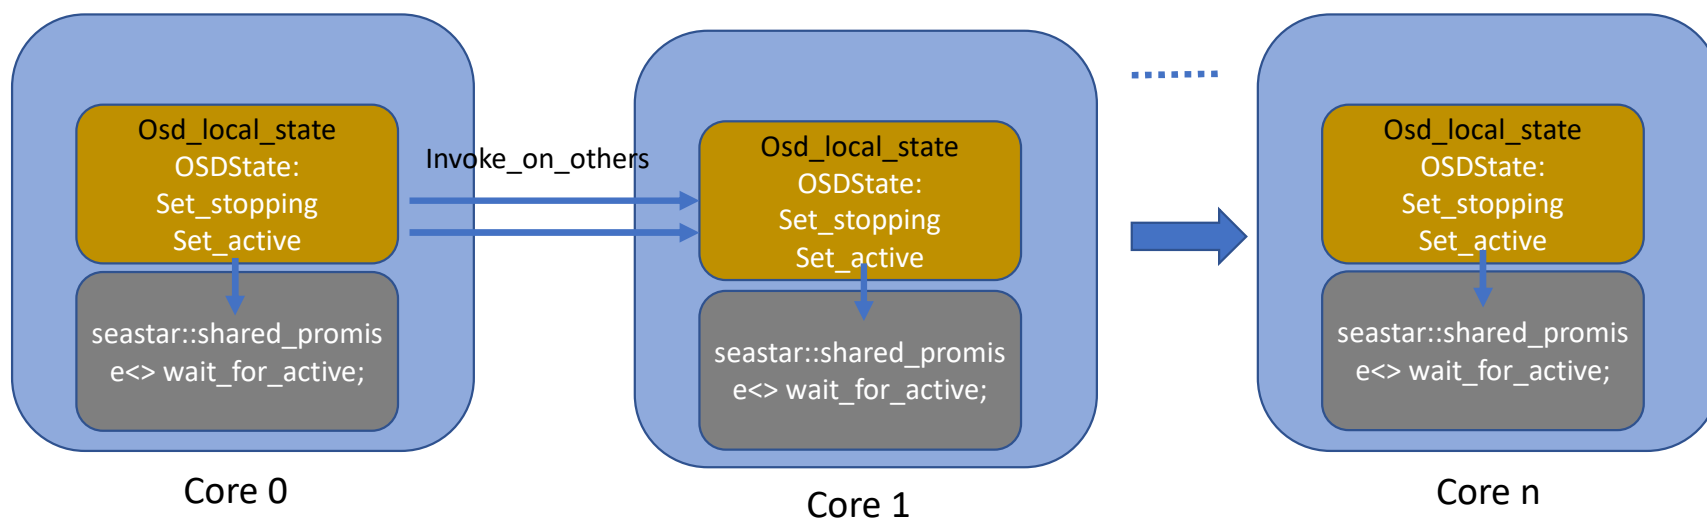 Osd_local_state
OSDState:
Set_stopping
Set_active
seastar::shared_promis
e<> wait_for_active;
Core 0
Invoke_on_others
Osd_local_state
OSDState:
Set_stopping
Set_active
seastar::shared_promis
e<> wait_for_active;
Core 1
Osd_local_state
OSDState:
Set_stopping
Set_active
seastar::shared_promis
e<> wait_for_active;
Core n